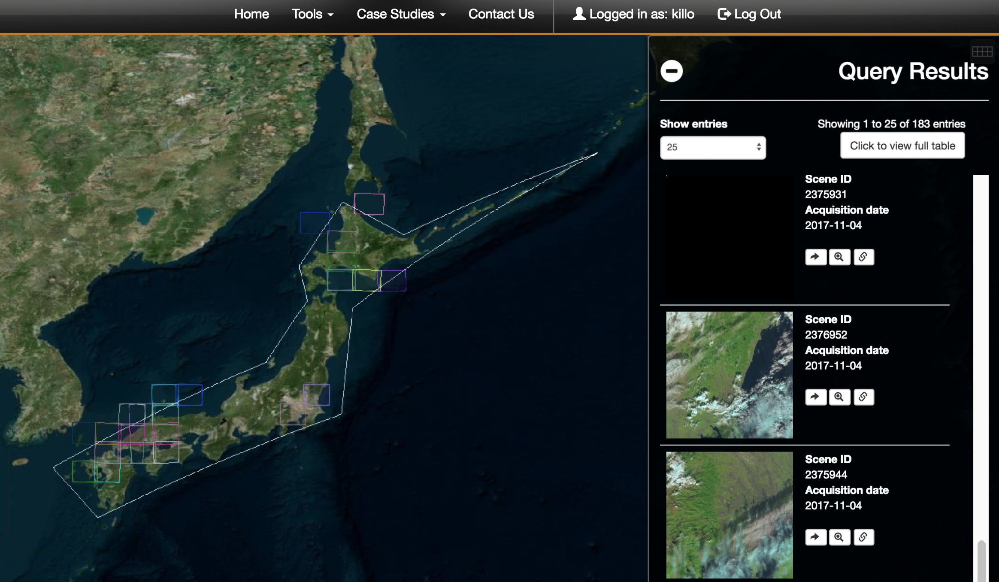 Home Tools Case Studies Contact Us Logged in as: killo Log Out
Query Results
Show entries
Showing 1 to 25 of 183 entries
25
Click to view full table
Scene ID
2375931
Acquisition date
2017-11-04
Scene ID
2376952
Acquisition date
2017-11-04
Scene ID
2375944
Acquisition date
2017-11-04